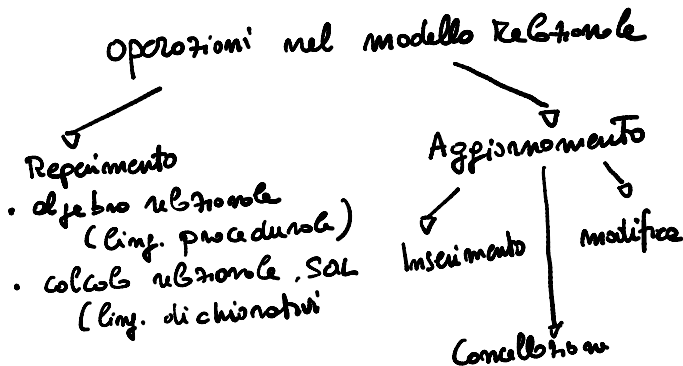 operazioni nel modello relazionale
Reperimento
• algebra relazionale
(ling. procedurale)
• calcolo relazionale, SQL
(ling. dichiarativi
Aggiornamento
Inserimento
modifica
Cancellazione